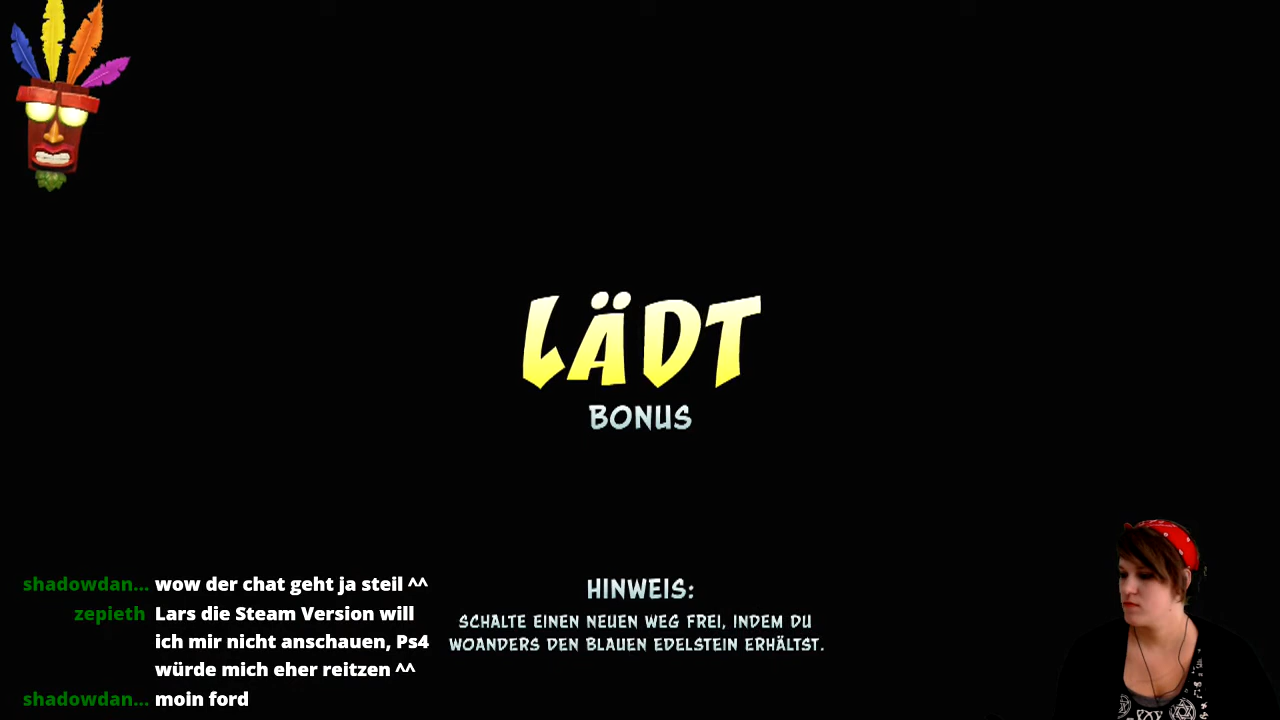 LÄDT
BONUS
HINWEIS:
SCHALTE EINEN NEUEN WEG FREI, INDEM DU
WOANDERS DEN BLAUEN EDELSTEIN ERHÄLTST.
shadowdan... wow der chat geht ja steil ^^
zepieth Lars die Steam Version will
ich mir nicht anschauen, Ps4
würde mich eher reitzen ^^
shadowdan... moin ford